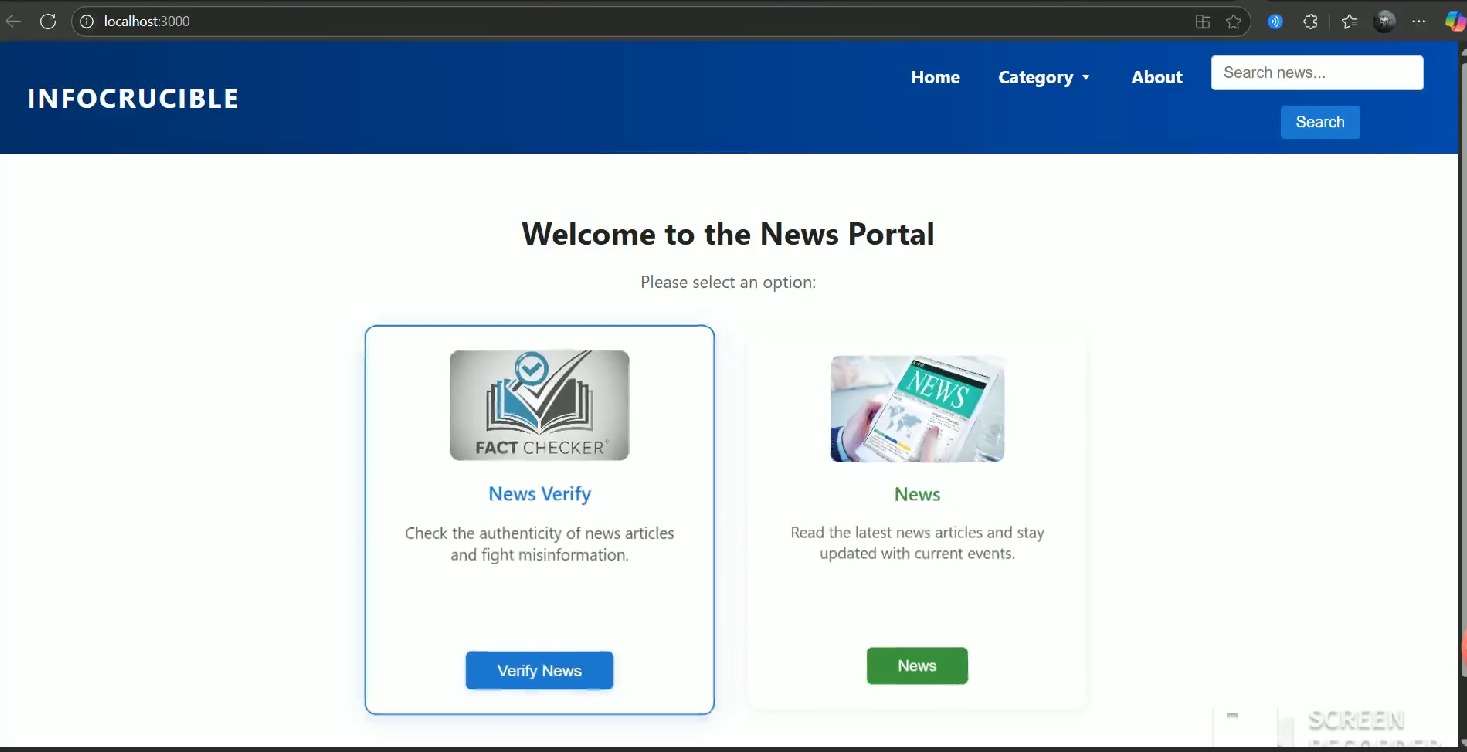 localhost:3000
INFOCRUCIBLE
Home
Category
About
Search news...
Search
Welcome to the News Portal
Please select an option:
FACT CHECKER
NEWS
News Verify
Check the authenticity of news articles
and fight misinformation.
Verify News
News
Read the latest news articles and stay
updated with current events.
News
SCREEN
RECORDER